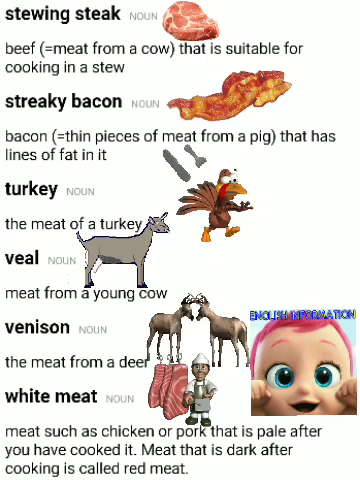 stewing steak NOUN
beef (=meat from a cow) that is suitable for
cooking in a stew
streaky bacon NOUN
bacon (=thin pieces of meat from a pig) that has
lines of fat in it
turkey NOUN
the meat of a turkey
veal NOUN
meat from a young cow
venison NOUN
ENGLISH INFORMATION
the meat from a deer
white meat NOUN
meat such as chicken or pork that is pale after
you have cooked it. Meat that is dark after
cooking is called red meat.